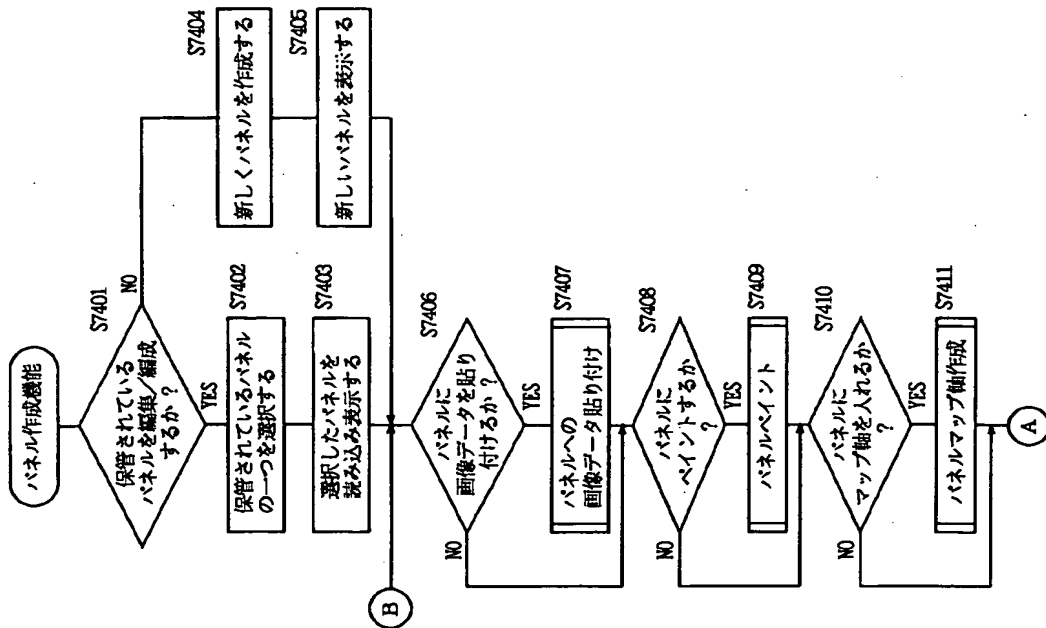 パネル作成機能
S7401
保管されている
パネルを編集／編成
するか？
NO
YES
S7402
保管されているパネル
の一つを選択する
S7403
選択したパネルを
読み込み表示する
S7404
新しくパネルを作成する
S7405
新しいパネルを表示する
B
S7406
パネルに
画像データを貼り
付けるか？
NO
YES
S7407
パネルへの
画像データ貼り付け
S7408
パネルに
ペイントするか
？
NO
YES
S7409
パネルペイント
S7410
パネルに
マップ軸を入れるか
？
NO
YES
S7411
パネルマップ軸作成
A